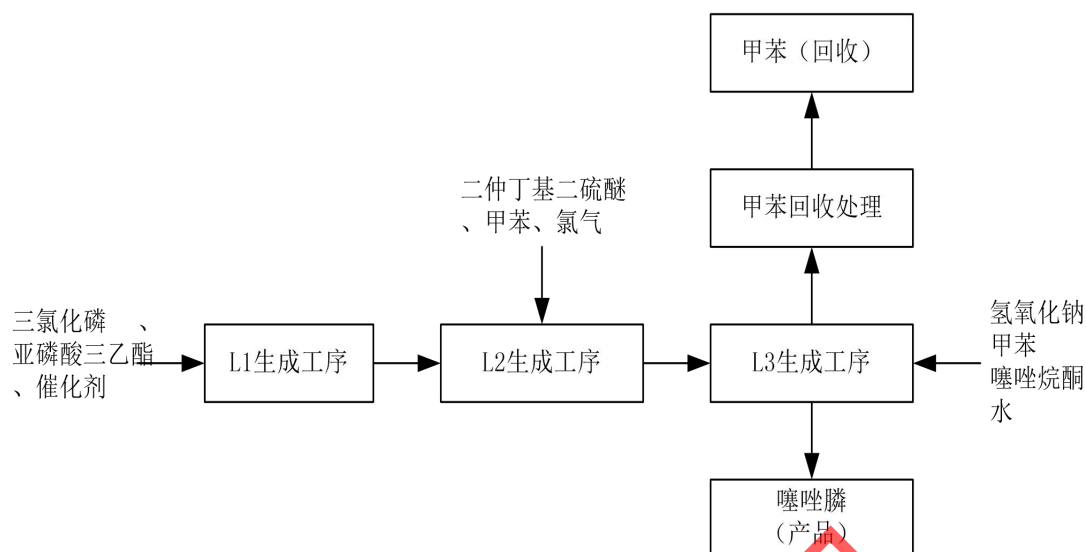 甲苯（回收）
二仲丁基二硫醚
、甲苯、氯气
甲苯回收处理
三氯化磷 、
亚磷酸三乙酯
、催化剂
L1生成工序
L2生成工序
L3生成工序
氢氧化钠
甲苯
噻唑烷酮
水
噻唑膦
（产品）